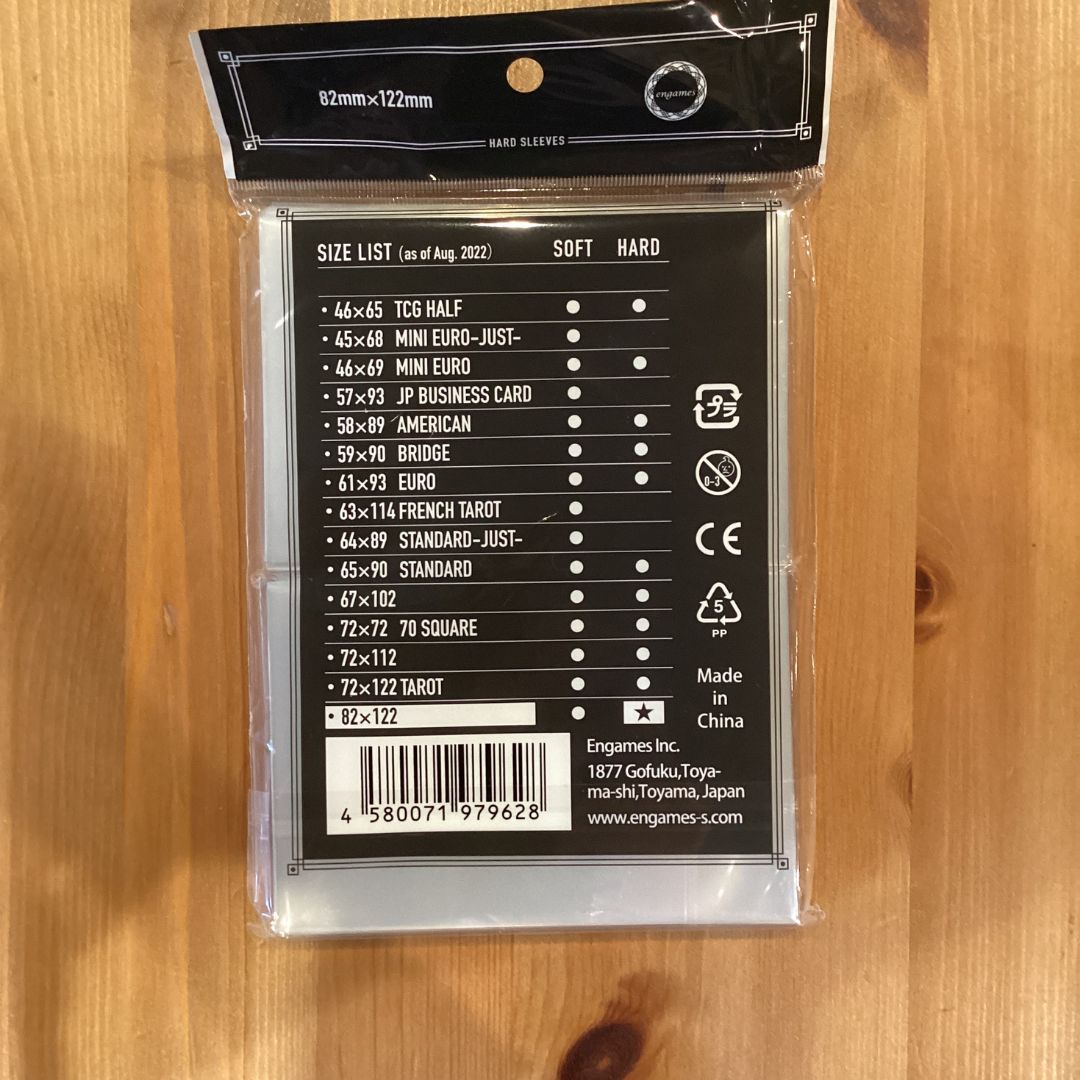 82mm×122mm
engames
HARD SLEEVES
SIZE LIST (as of Aug. 2022) SOFT HARD
• 46×65 TCG HALF ● ●
• 45×68 MINI EURO-JUST- ●
• 46×69 MINI EURO ● ●
• 57×93 JP BUSINESS CARD ●
• 58×89 AMERICAN ● ●
• 59×90 BRIDGE ● ●
• 61×93 EURO ● ●
• 63×114 FRENCH TAROT ●
• 64×89 STANDARD-JUST- ●
• 65×90 STANDARD ● ●
• 67×102 ● ●
• 72×72 70 SQUARE ● ●
• 72×112 ● ●
• 72×122 TAROT ● ●
• 82×122 ● ★
プラ
0-3
CE
5
PP
Made
in
China
4 580071 979628
Engames Inc.
1877 Gofuku,Toya-
ma-shi,Toyama, Japan
www.engames-s.com